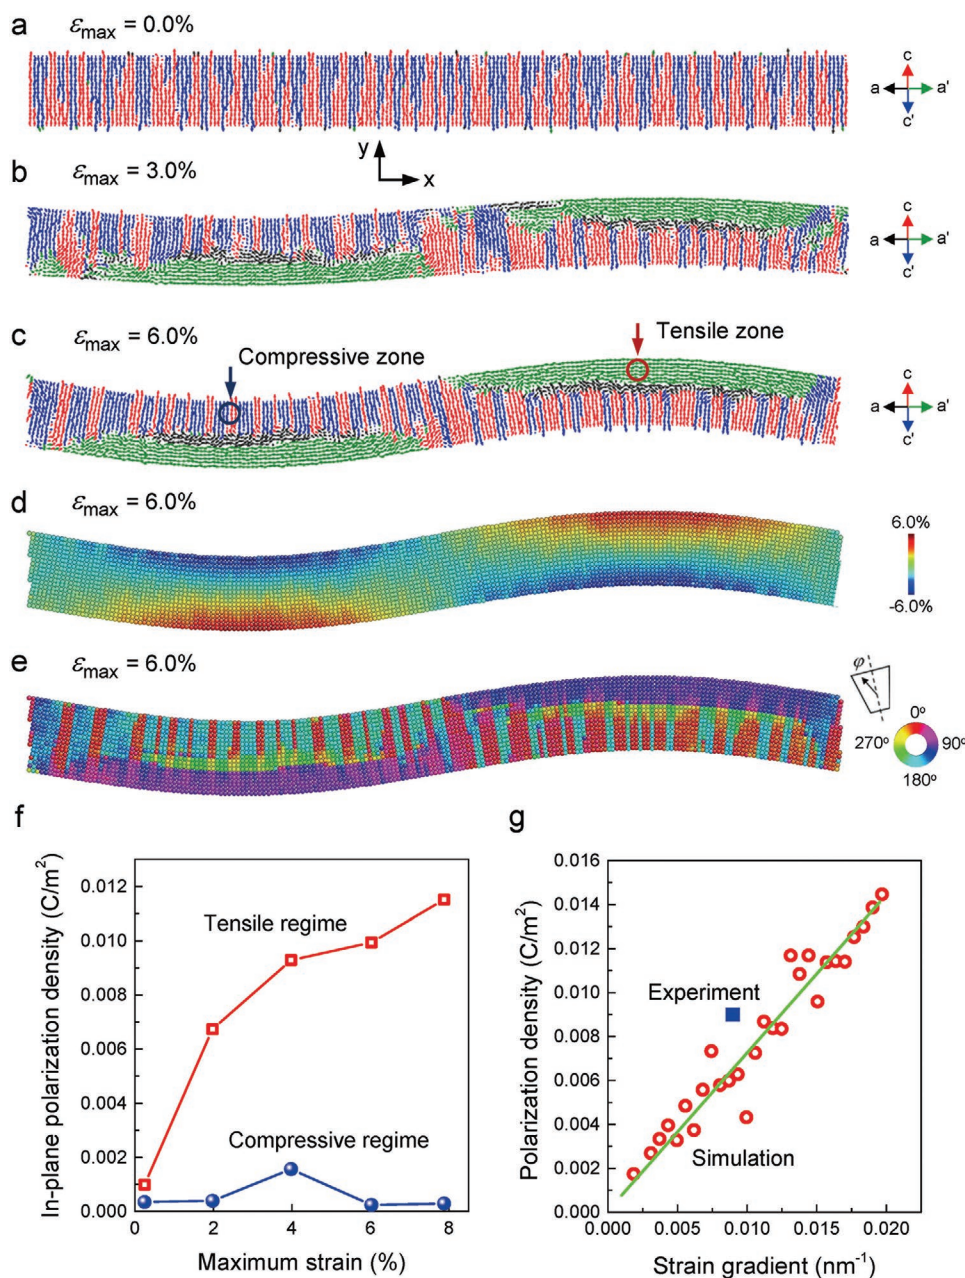 a ε_max = 0.0%
c
a a'
c'
y
x
b ε_max = 3.0%
c
a a'
c'
c ε_max = 6.0%
Compressive zone
Tensile zone
c
a a'
c'
d ε_max = 6.0%
6.0%
-6.0%
e ε_max = 6.0%
φ
0°
270° 90°
180°
f
In-plane polarization density (C/m²)
0.012
0.010
0.008
0.006
0.004
0.002
0.000
Tensile regime
Compressive regime
0 2 4 6 8
Maximum strain (%)
g
Polarization density (C/m²)
0.016
0.014
0.012
0.010
0.008
0.006
0.004
0.002
0.000
Experiment
Simulation
0.000 0.005 0.010 0.015 0.020
Strain gradient (nm⁻¹)